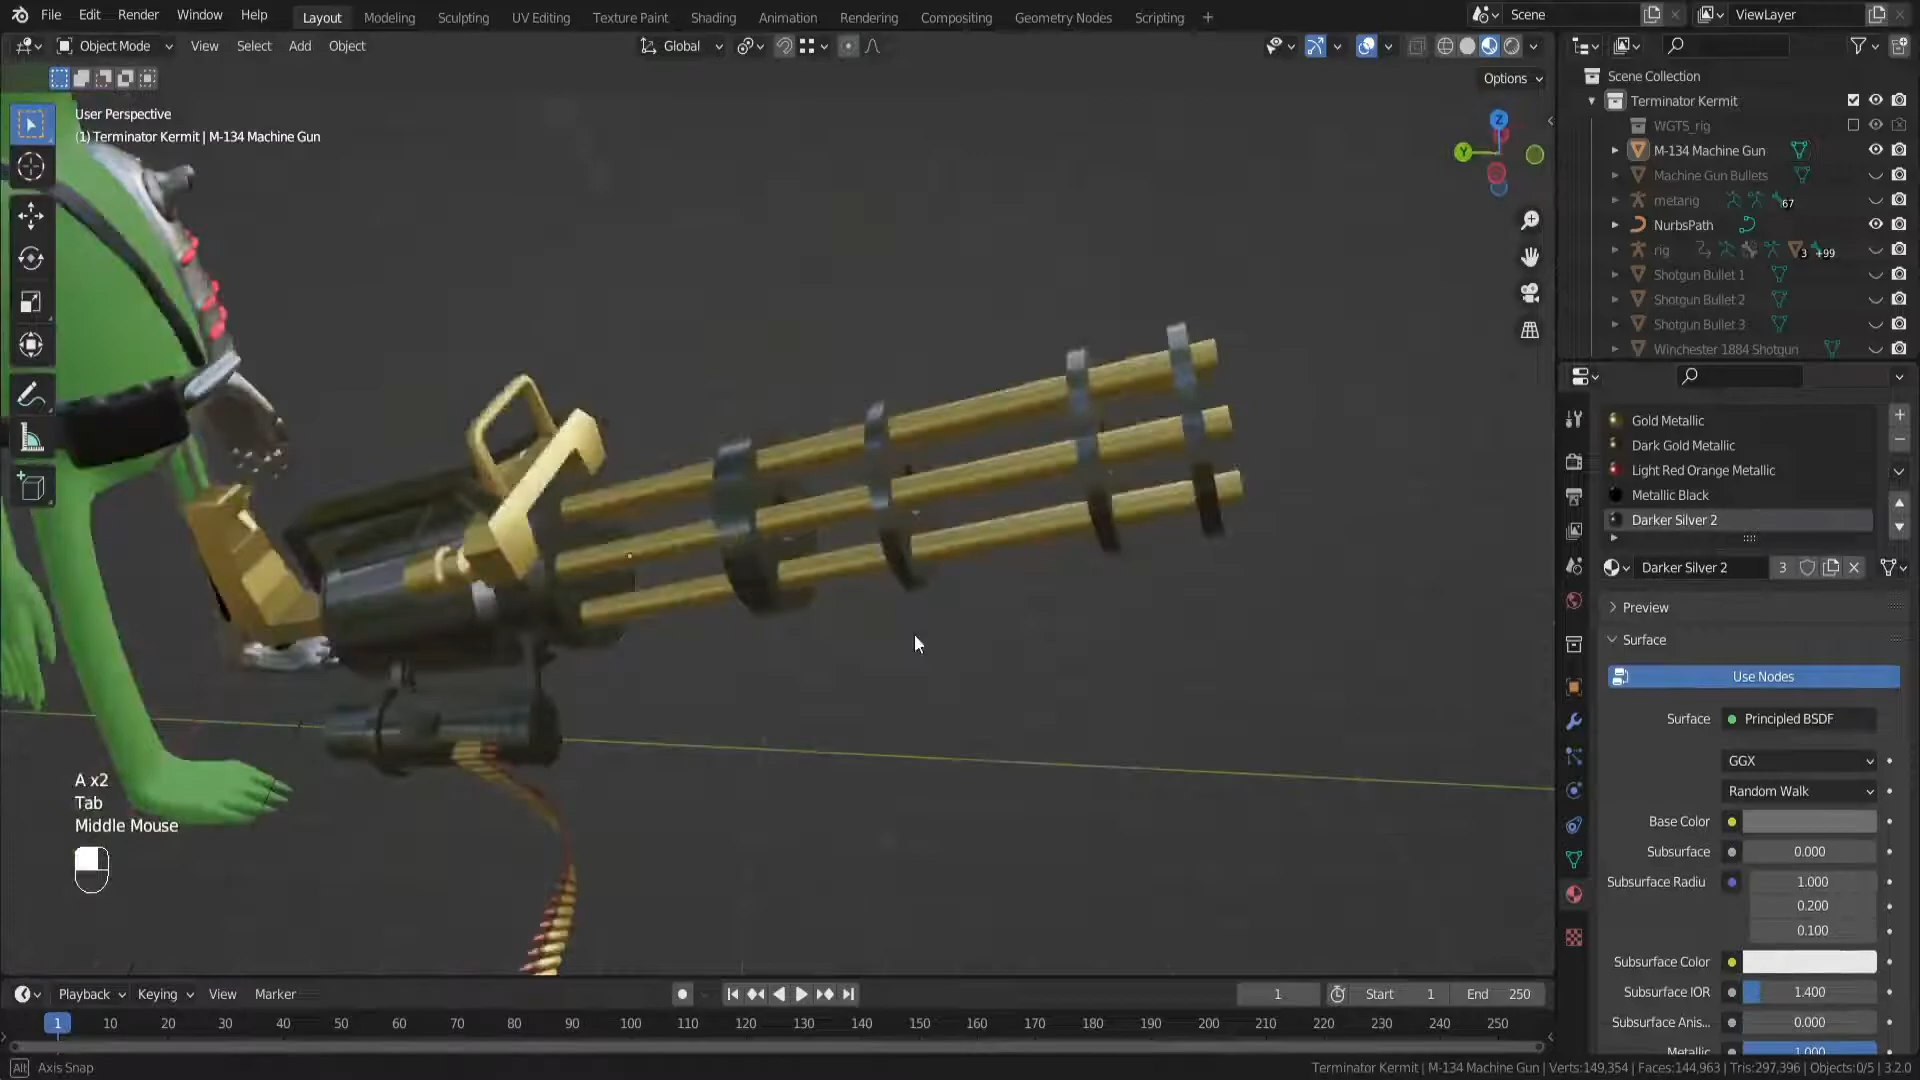 File Edit Render Window Help Layout Modeling Sculpting UV Editing Texture Paint Shading Animation Rendering Compositing Geometry Nodes Scripting + Scene ViewLayer
Object Mode View Select Add Object Global
Options
User Perspective
(1) Terminator Kermit | M-134 Machine Gun
Z
Y
Scene Collection
Terminator Kermit
WGTS_rig
M-134 Machine Gun
Machine Gun Bullets
metarig 67
NurbsPath
rig 3 +99
Shotgun Bullet 1
Shotgun Bullet 2
Shotgun Bullet 3
Winchester 1884 Shotgun
Gold Metallic
Dark Gold Metallic
Light Red Orange Metallic
Metallic Black
Darker Silver 2
Darker Silver 2 3
Preview
Surface
Use Nodes
Surface Principled BSDF
GGX
Random Walk
Base Color
Subsurface 0.000
Subsurface Radiu 1.000
0.200
0.100
Subsurface Color
Subsurface IOR 1.400
Subsurface Anis... 0.000
Metallic 1.000
A x2
Tab
Middle Mouse
Playback Keying View Marker 1 Start 1 End 250
1 10 20 30 40 50 60 70 80 90 100 110 120 130 140 150 160 170 180 190 200 210 220 230 240 250
Alt Axis Snap Terminator Kermit | M-134 Machine Gun | Verts:149,354 | Faces:144,963 | Tris:297,396 | Objects:0/5 | 3.2.0